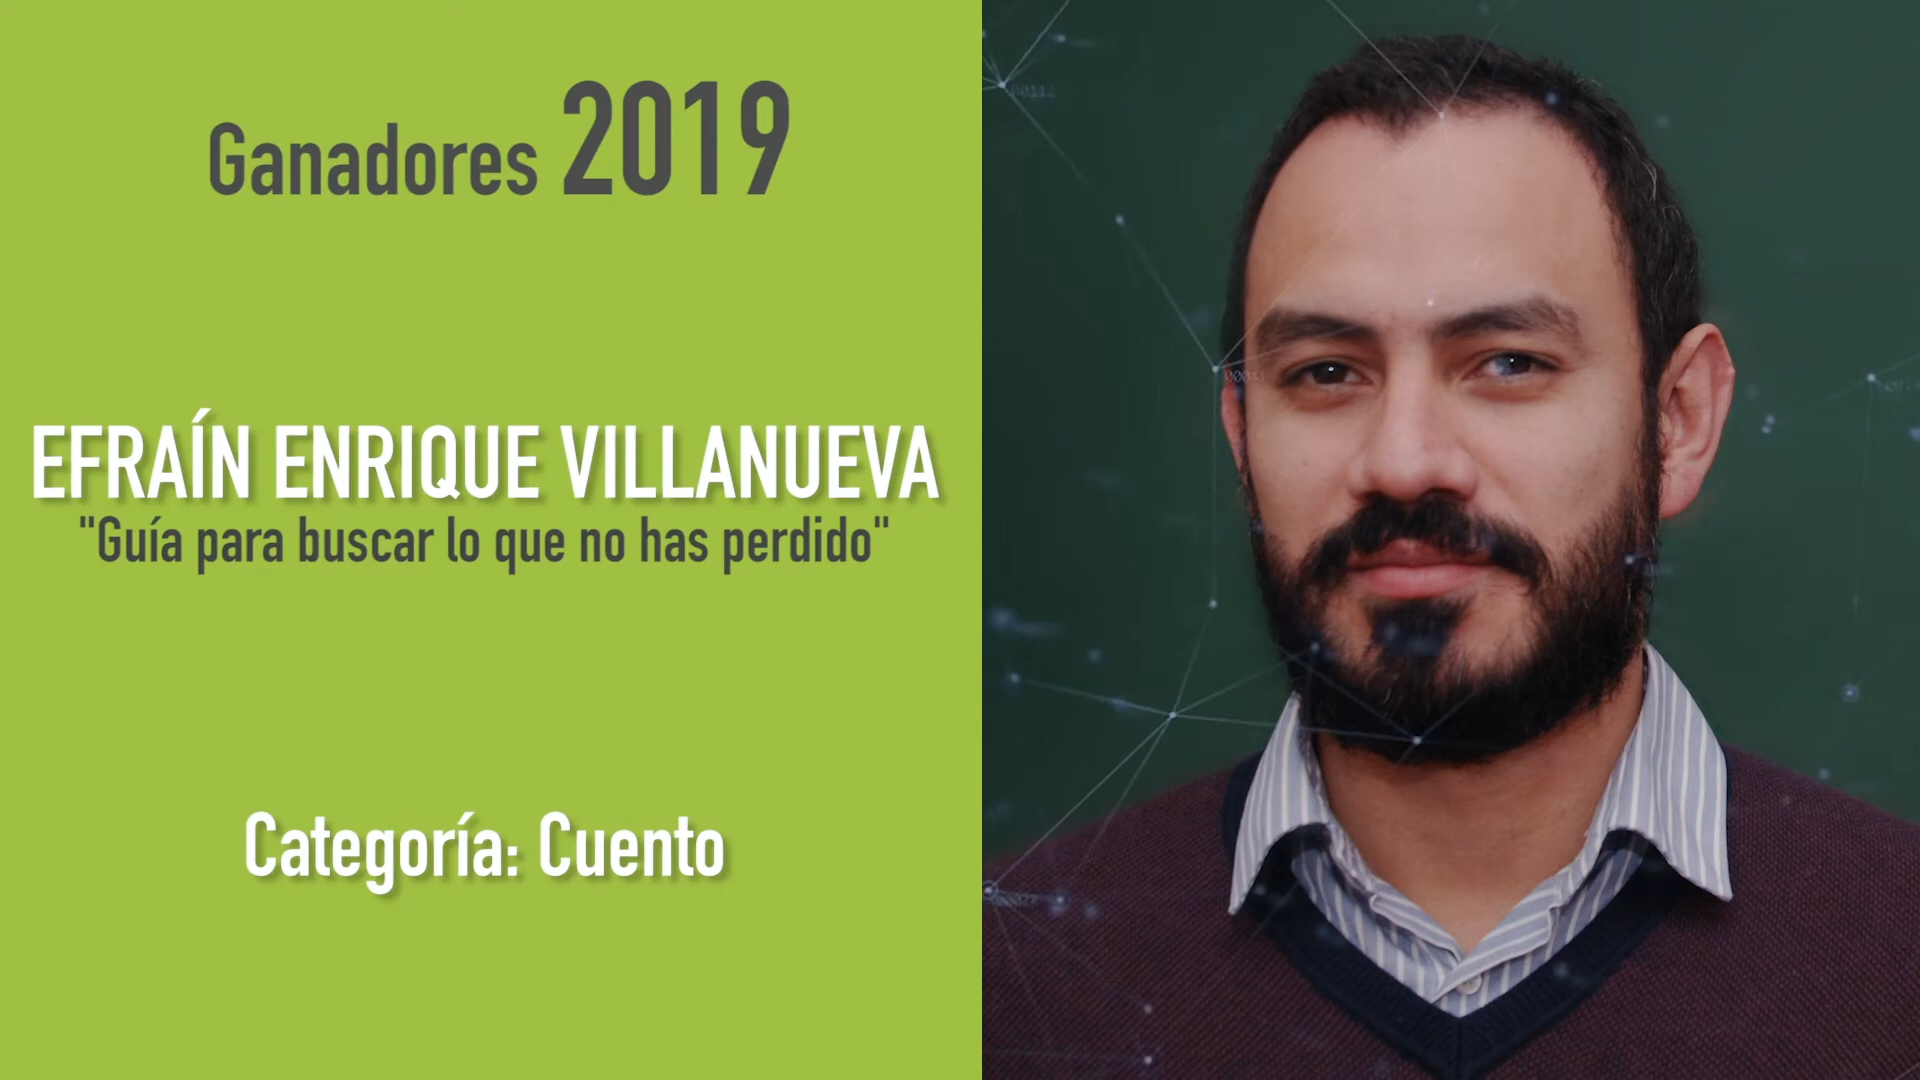 Ganadores 2019
EFRAÍN ENRIQUE VILLANUEVA
"Guía para buscar lo que no has perdido"
Categoría: Cuento